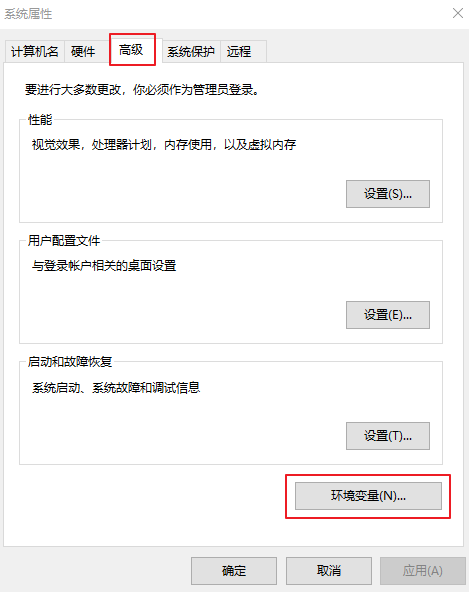 系统属性
计算机名 硬件 高级 系统保护 远程
要进行大多数更改，你必须作为管理员登录。
性能
视觉效果，处理器计划，内存使用，以及虚拟内存
设置(S)...
用户配置文件
与登录帐户相关的桌面设置
设置(E)...
启动和故障恢复
系统启动、系统故障和调试信息
设置(T)...
环境变量(N)...
确定 取消 应用(A)